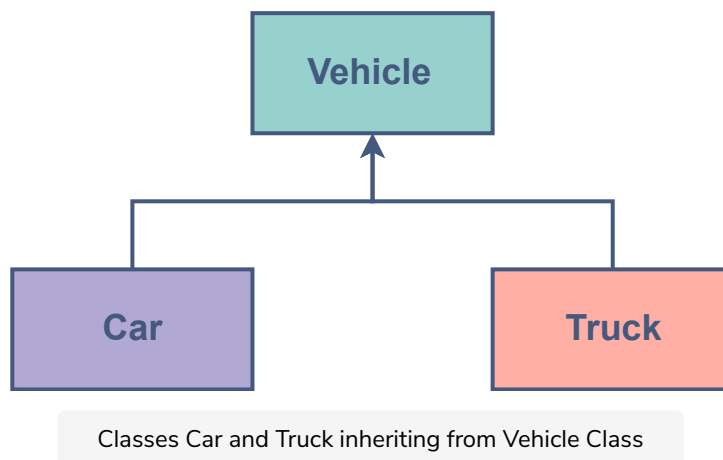 Vehicle
Car
Truck
Classes Car and Truck inheriting from Vehicle Class